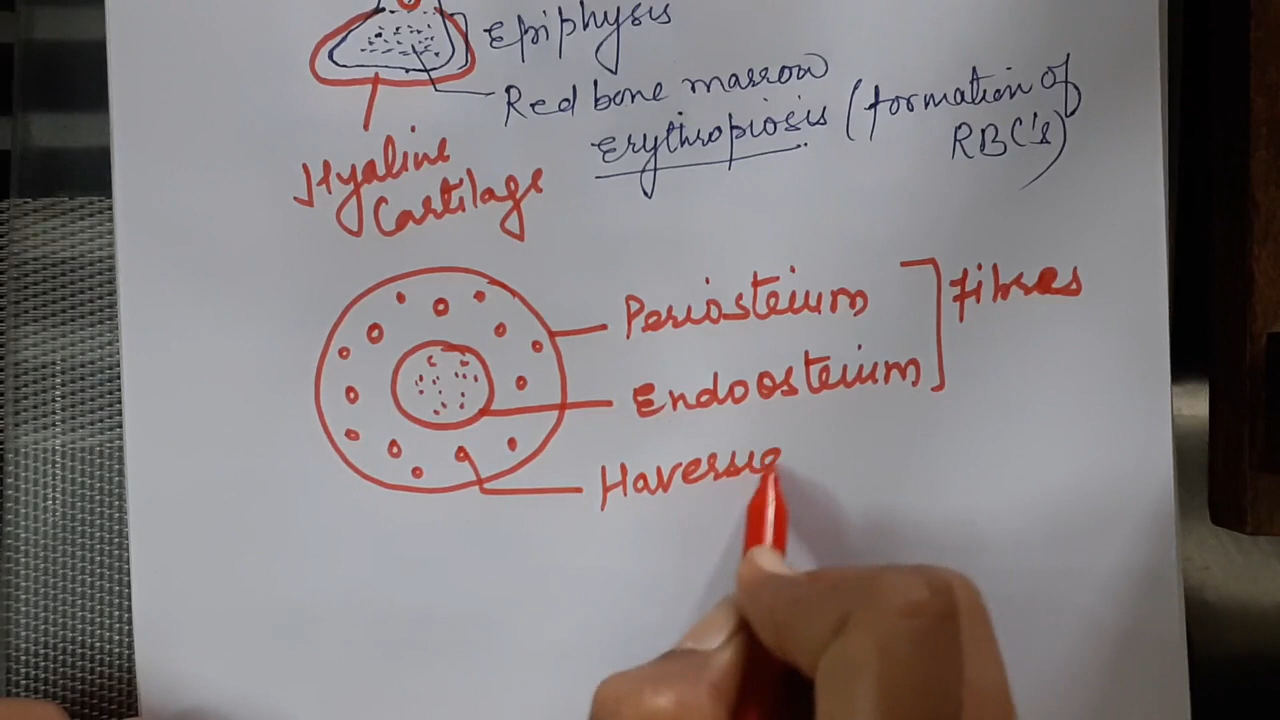 Epiphysis
Red bone marrow
Erythropiosis (formation of
RBC's)
Hyaline
Cartilage
Periosteium
Endoosteium
fibres
Haversia